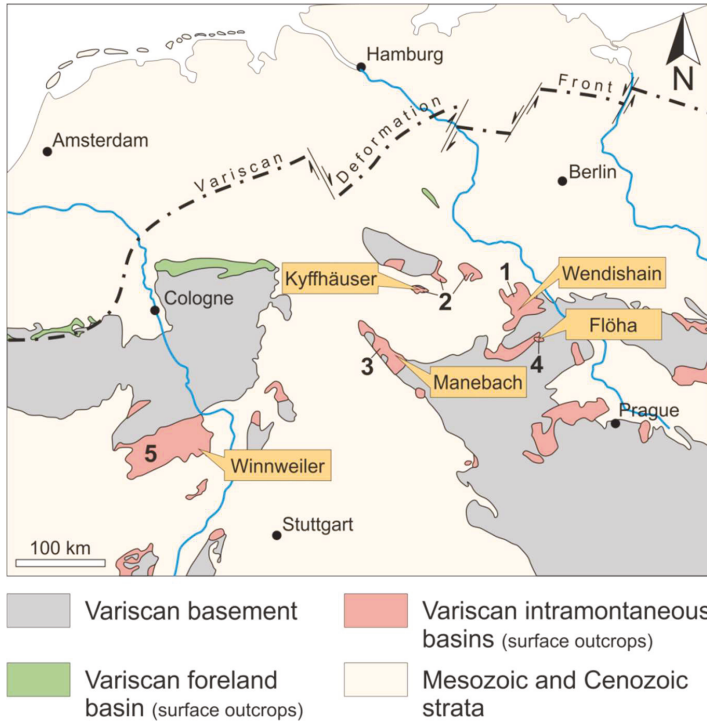 Hamburg
N
Front
Amsterdam
Deformation
Variscan
Berlin
1
Wendishain
Kyffhäuser
2
Cologne
Flöha
3
4
Manebach
Prague
5
Winnweiler
Stuttgart
100 km
Variscan basement
Variscan intramontaneous
basins (surface outcrops)
Variscan foreland
basin (surface outcrops)
Mesozoic and Cenozoic
strata